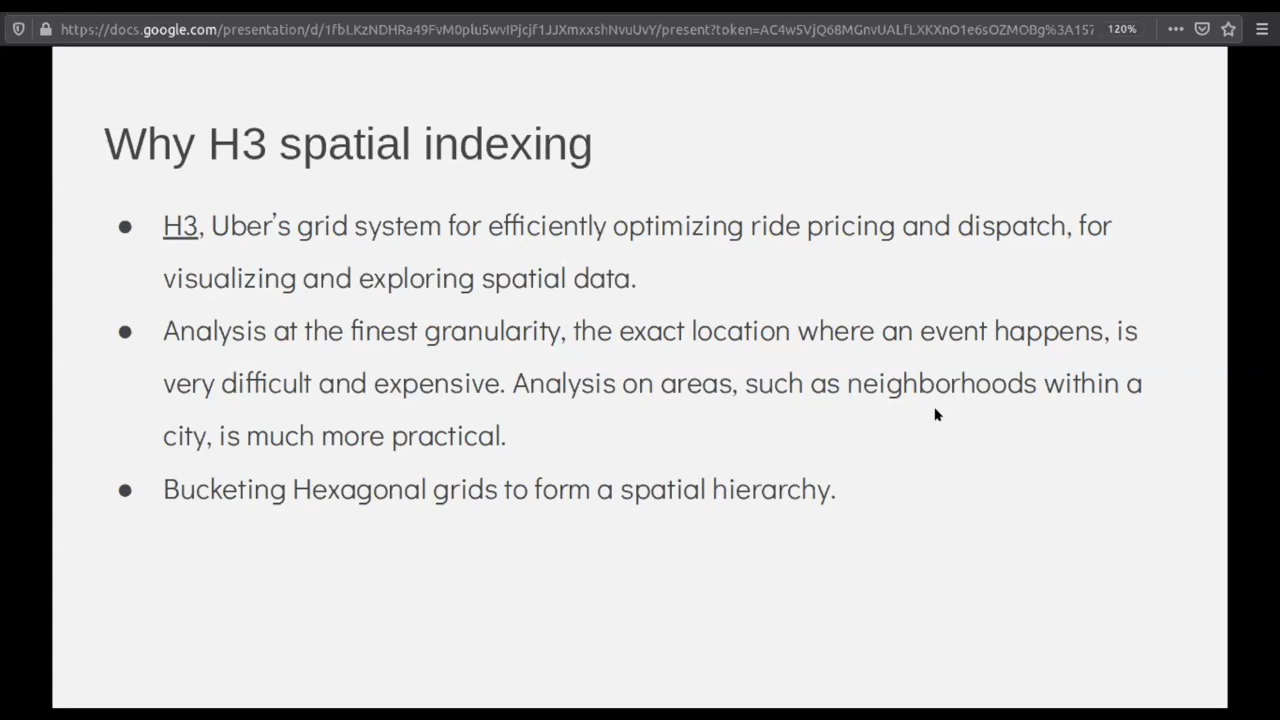 https://docs.google.com/presentation/d/1fbLKzNDHRa49FvM0plu5wvIPjcjf1JJXmxxshNvuUvY/present?token=AC4w5VjQ68MGnvUALfLXKXnO1e6sOZMOBg%3A157 120%
Why H3 spatial indexing
● H3, Uber’s grid system for efficiently optimizing ride pricing and dispatch, for
visualizing and exploring spatial data.
● Analysis at the finest granularity, the exact location where an event happens, is
very difficult and expensive. Analysis on areas, such as neighborhoods within a
city, is much more practical.
● Bucketing Hexagonal grids to form a spatial hierarchy.